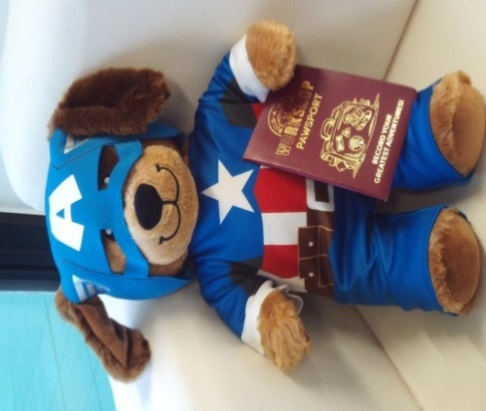 A
WORKSHOP
PAWSPORT
RECORD YOUR
GREATEST ADVENTURES!